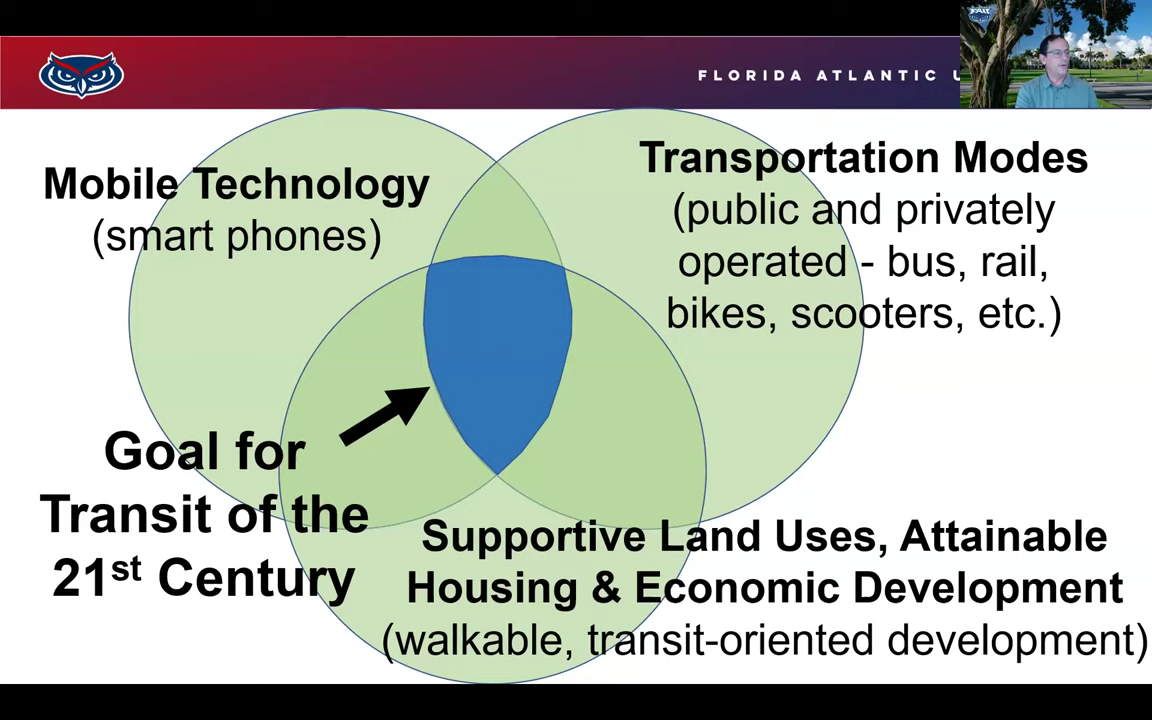 FAU
FLORIDA ATLANTIC U
Mobile Technology
(smart phones)
Transportation Modes
(public and privately
operated - bus, rail,
bikes, scooters, etc.)
Goal for
Transit of the
21st Century
Supportive Land Uses, Attainable
Housing & Economic Development
(walkable, transit-oriented development)